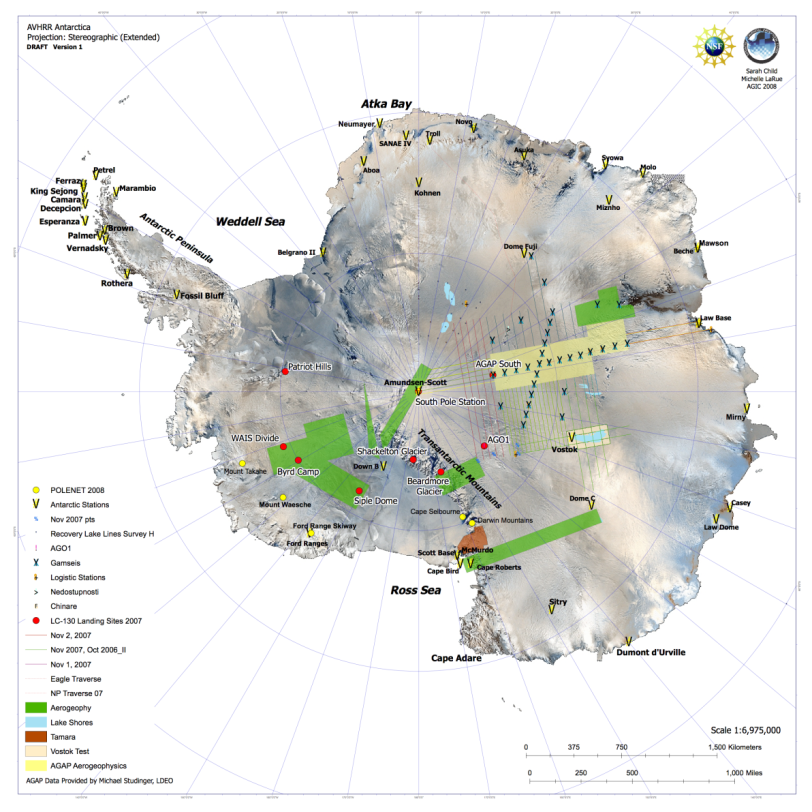 AVHRR Antarctica
Projection: Stereographic (Extended)
DRAFT Version 1
NSF
Sarah Child
Michelle LaRue
AGIC 2008
Atka Bay
Neumayer
SANAE IV
Troll
Nova
Asuka
Syowa
Molo
Aboa
Kohnen
Miznho
Petrel
Ferraz
King Sejong
Camara
Decepcion
Esperanza
Marambio
Palmer
Brown
Vernadsky
Rothera
Antarctic Peninsula
Fossil Bluff
Weddell Sea
Belgrano II
Dome Fuji
Mawson
Beche
Law Base
Patriot Hills
AGAP South
Amundsen-Scott
South Pole Station
Mirny
WAIS Divide
Mount Takahe
Byrd Camp
Shackelton Glacier
Down B
Transantarctic Mountains
AGO1
Vostok
Beardmore
Glacier
Siple Dome
Mount Waesche
Ford Range Skiway
Ford Ranges
Cape Selbourne
Darwin Mountains
Dome C
Casey
Law Dome
Scott Base
McMurdo
Cape Bird
Cape Roberts
Ross Sea
Sitry
Cape Adare
Dumont d'Urville
POLENET 2008
Antarctic Stations
Nov 2007 pts
Recovery Lake Lines Survey H
AGO1
Gamseis
Logistic Stations
Nedostupnosti
Chinare
LC-130 Landing Sites 2007
Nov 2, 2007
Nov 2007, Oct 2006_II
Nov 1, 2007
Eagle Traverse
NP Traverse 07
Aerogeophy
Lake Shores
Tamara
Vostok Test
AGAP Aerogeophysics
AGAP Data Provided by Michael Studinger, LDEO
Scale 1:6,975,000
0 375 750 1,500 Kilometers
0 250 500 1,000 Miles